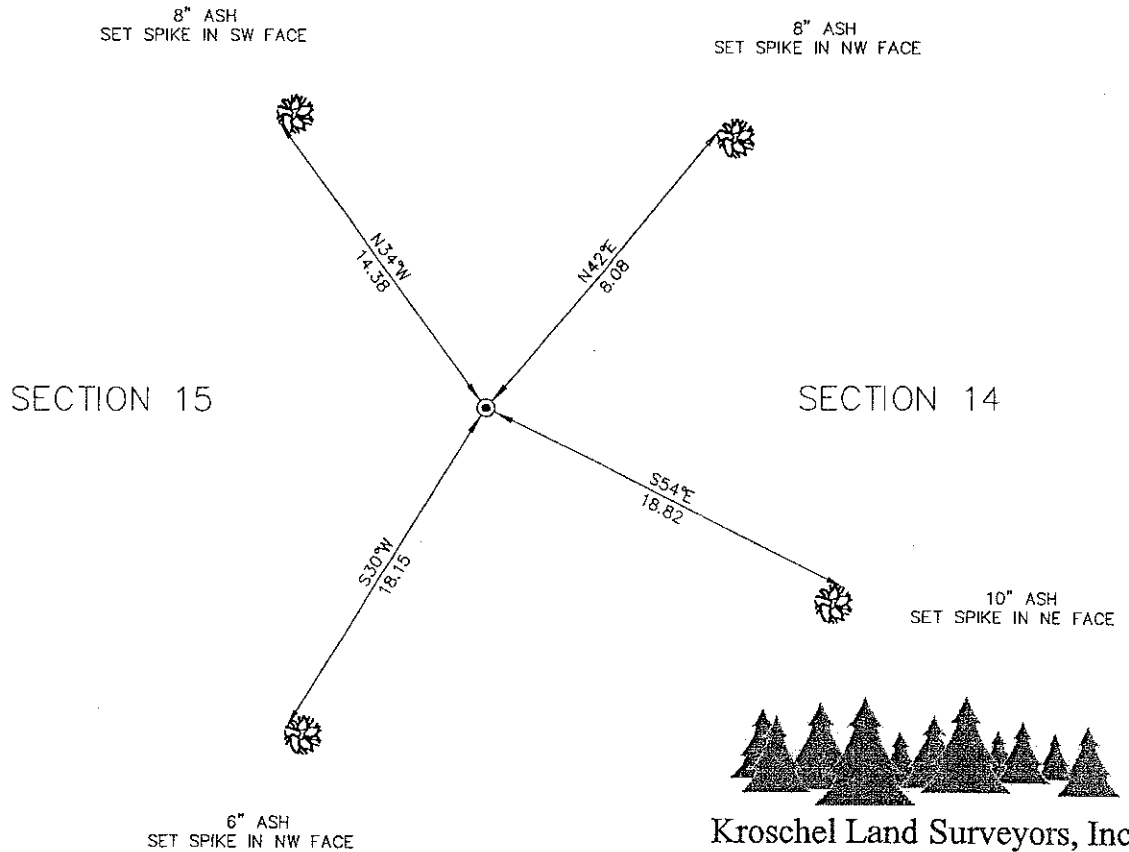 8" ASH
SET SPIKE IN SW FACE
8" ASH
SET SPIKE IN NW FACE
N34°W
14.38
N42°E
8.08
SECTION 15
SECTION 14
S54°E
18.82
S30°W
18.15
10" ASH
SET SPIKE IN NE FACE
6" ASH
SET SPIKE IN NW FACE
Kroschel Land Surveyors, Inc